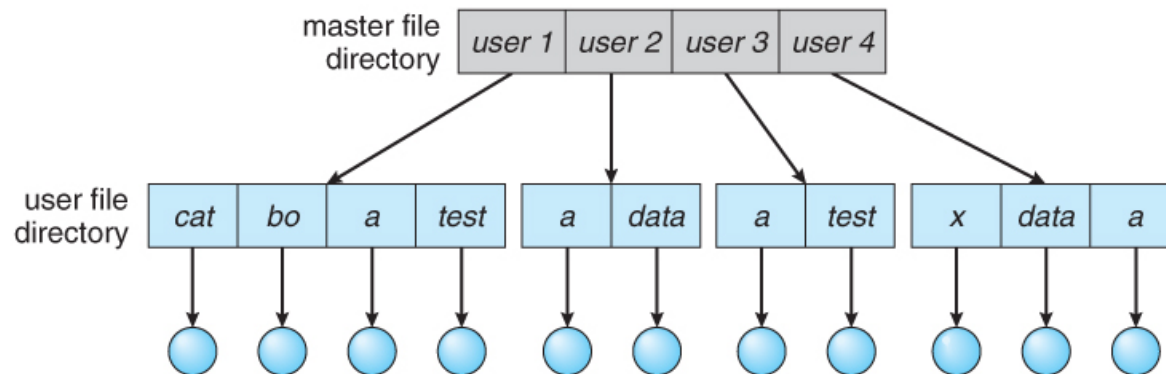 master file
directory
user 1 user 2 user 3 user 4
user file
directory
cat bo a test a data a test x data a